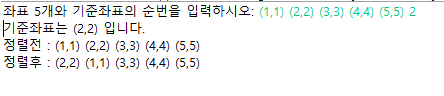 좌표 5개와 기준좌표의 순번을 입력하시오: (1,1) (2,2) (3,3) (4,4) (5,5) 2
기준좌표는 (2,2) 입니다.
정렬전 : (1,1) (2,2) (3,3) (4,4) (5,5)
정렬후 : (2,2) (1,1) (3,3) (4,4) (5,5)